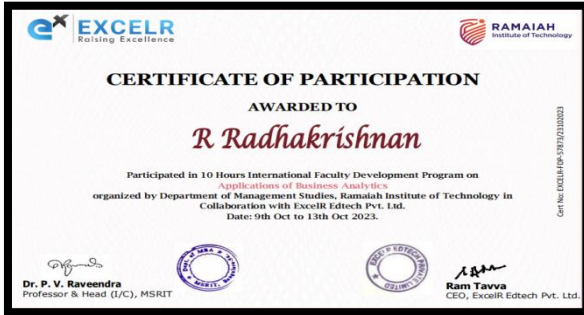 EXCELR
Raising Excellence
RAMAIAH
Institute of Technology
CERTIFICATE OF PARTICIPATION
AWARDED TO
R Radhakrishnan
Participated in 10 Hours International Faculty Development Program on
Applications of Business Analytics
organized by Department of Management Studies, Ramaiah Institute of Technology in
Collaboration with ExcelR Edtech Pvt. Ltd.
Date: 9th Oct to 13th Oct 2023.
Cert No: EXCELR-FDP-57873/23102023
Dr. P. V. Raveendra
Professor & Head (I/C), MSRIT
Ram Tavva
CEO, ExcelR Edtech Pvt. Ltd.